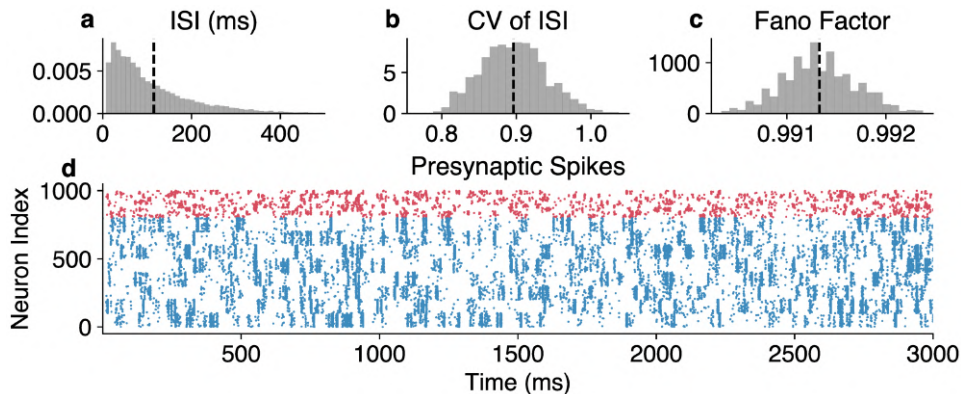 a ISI (ms)
0.005
0.000
0 200 400
b CV of ISI
5
0
0.8 0.9 1.0
c Fano Factor
1000
0
0.991 0.992
d Presynaptic Spikes
Neuron Index
1000
500
0
500 1000 1500 2000 2500 3000
Time (ms)